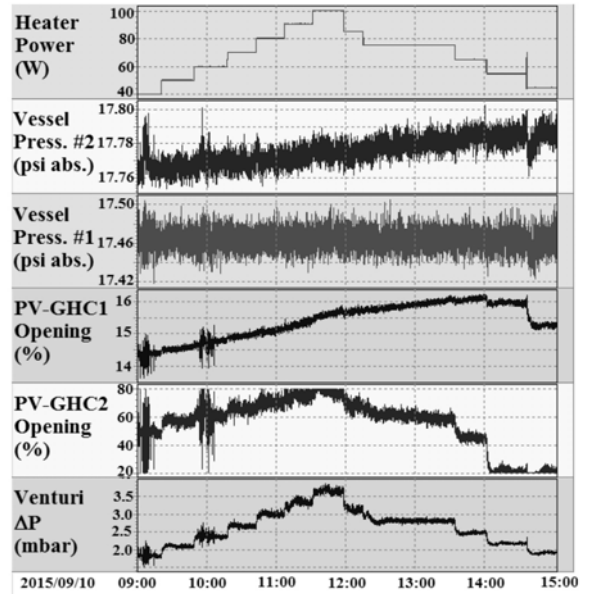 Heater
Power
(W)
100
80
60
40
Vessel
Press. #2
(psi abs.)
17.80
17.78
17.76
Vessel
Press. #1
(psi abs.)
17.50
17.46
17.42
PV-GHC1
Opening
(%)
16
15
14
PV-GHC2
Opening
(%)
80
60
40
20
Venturi
ΔP
(mbar)
3.5
3.0
2.5
2.0
2015/09/10 09:00 10:00 11:00 12:00 13:00 14:00 15:00